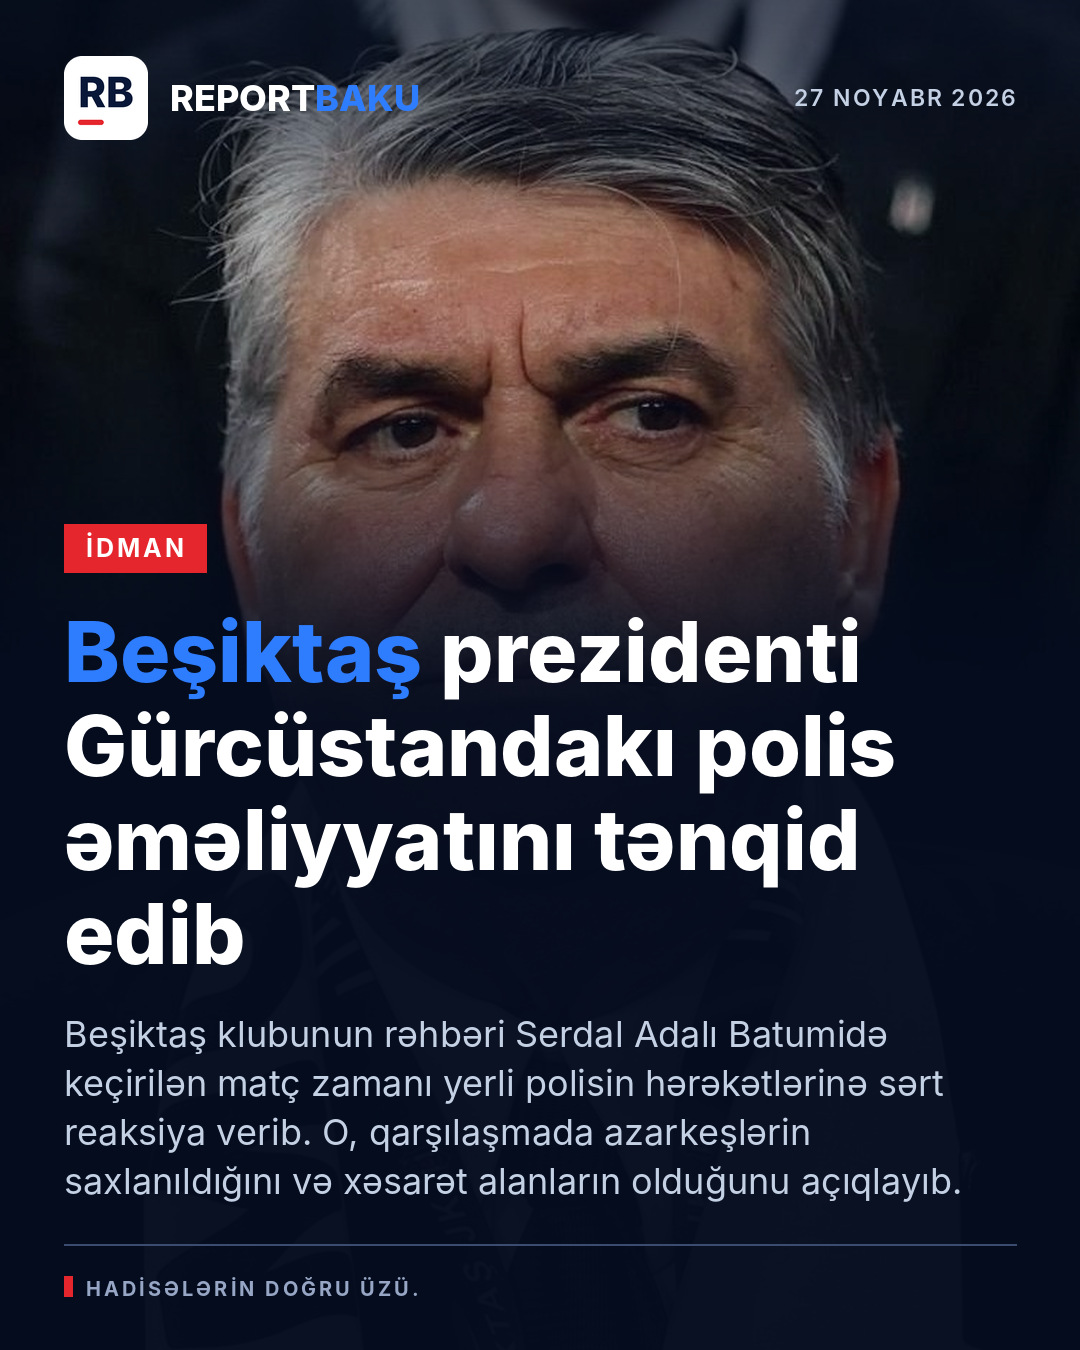 RB REPORTBAKU
27 NOYABR 2026
İDMAN
Beşiktaş prezidenti
Gürcüstandakı polis
əməliyyatını tənqid
edib
Beşiktaş klubunun rəhbəri Serdal Adalı Batumidə
keçirilən matç zamanı yerli polisin hərəkətlərinə sərt
reaksiya verib. O, qarşılaşmada azarkeşlərin
saxlanıldığını və xəsarət alanların olduğunu açıqlayıb.
HADİSƏLƏRİN DOĞRU ÜZÜ.